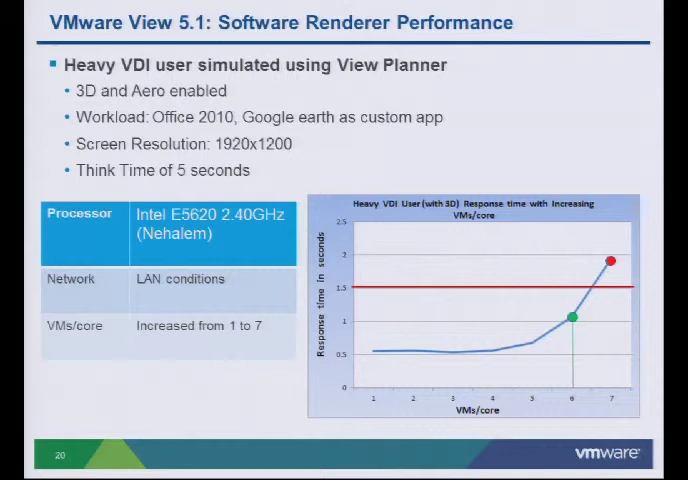 VMware View 5.1: Software Renderer Performance
Heavy VDI user simulated using View Planner
• 3D and Aero enabled
• Workload: Office 2010, Google earth as custom app
• Screen Resolution: 1920x1200
• Think Time of 5 seconds
Processor Intel E5620 2.40GHz
(Nehalem)
Network LAN conditions
VMs/core Increased from 1 to 7
Heavy VDI User (with 3D) Response time with Increasing
VMs/core
Response time in seconds
2.5
2
1.5
1
0.5
0
1 2 3 4 5 6 7
VMs/core
20
vmware